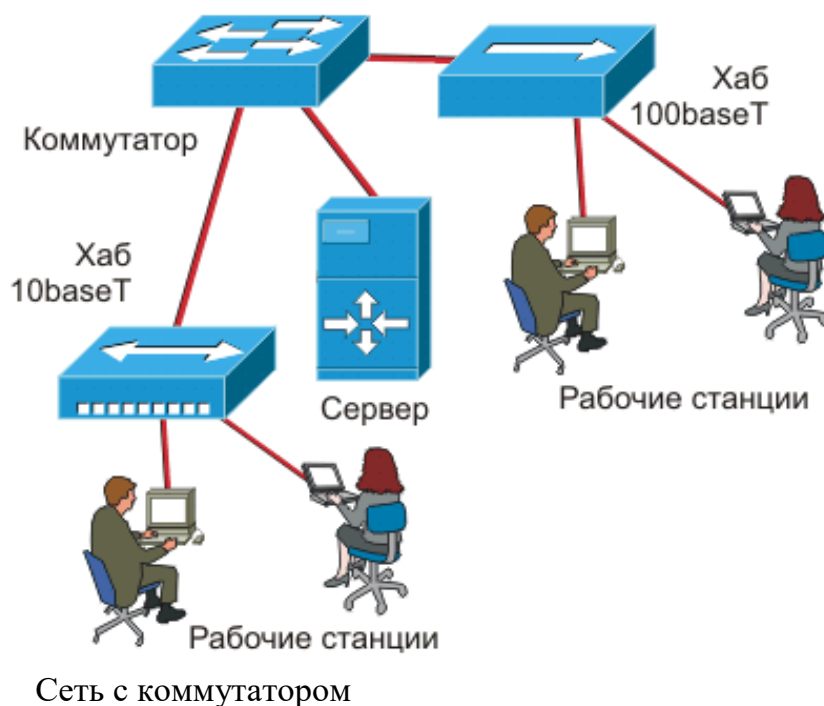 Хаб
100baseT
Коммутатор
Хаб
10baseT
Рабочие станции
Сервер
Рабочие станции
Сеть с коммутатором